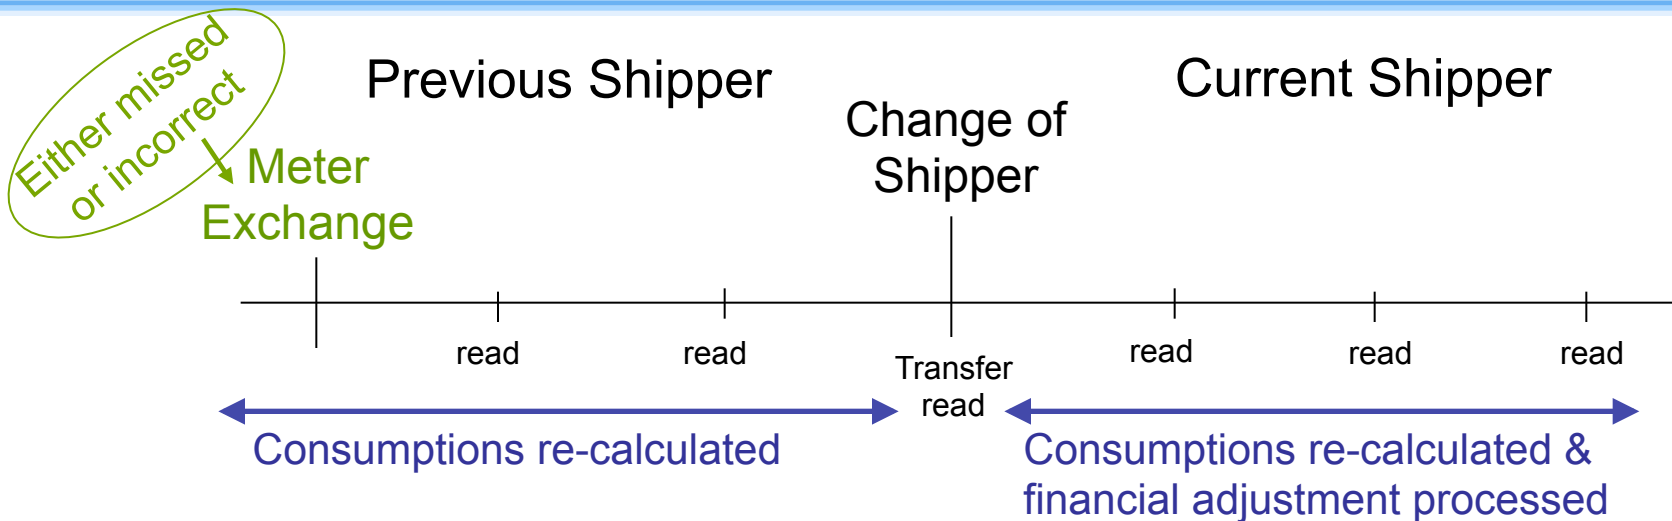 Either missed
or incorrect
Previous Shipper
Current Shipper
Change of
Shipper
Meter
Exchange
read
read
Transfer
read
read
read
read
Consumptions re-calculated
Consumptions re-calculated &
financial adjustment processed